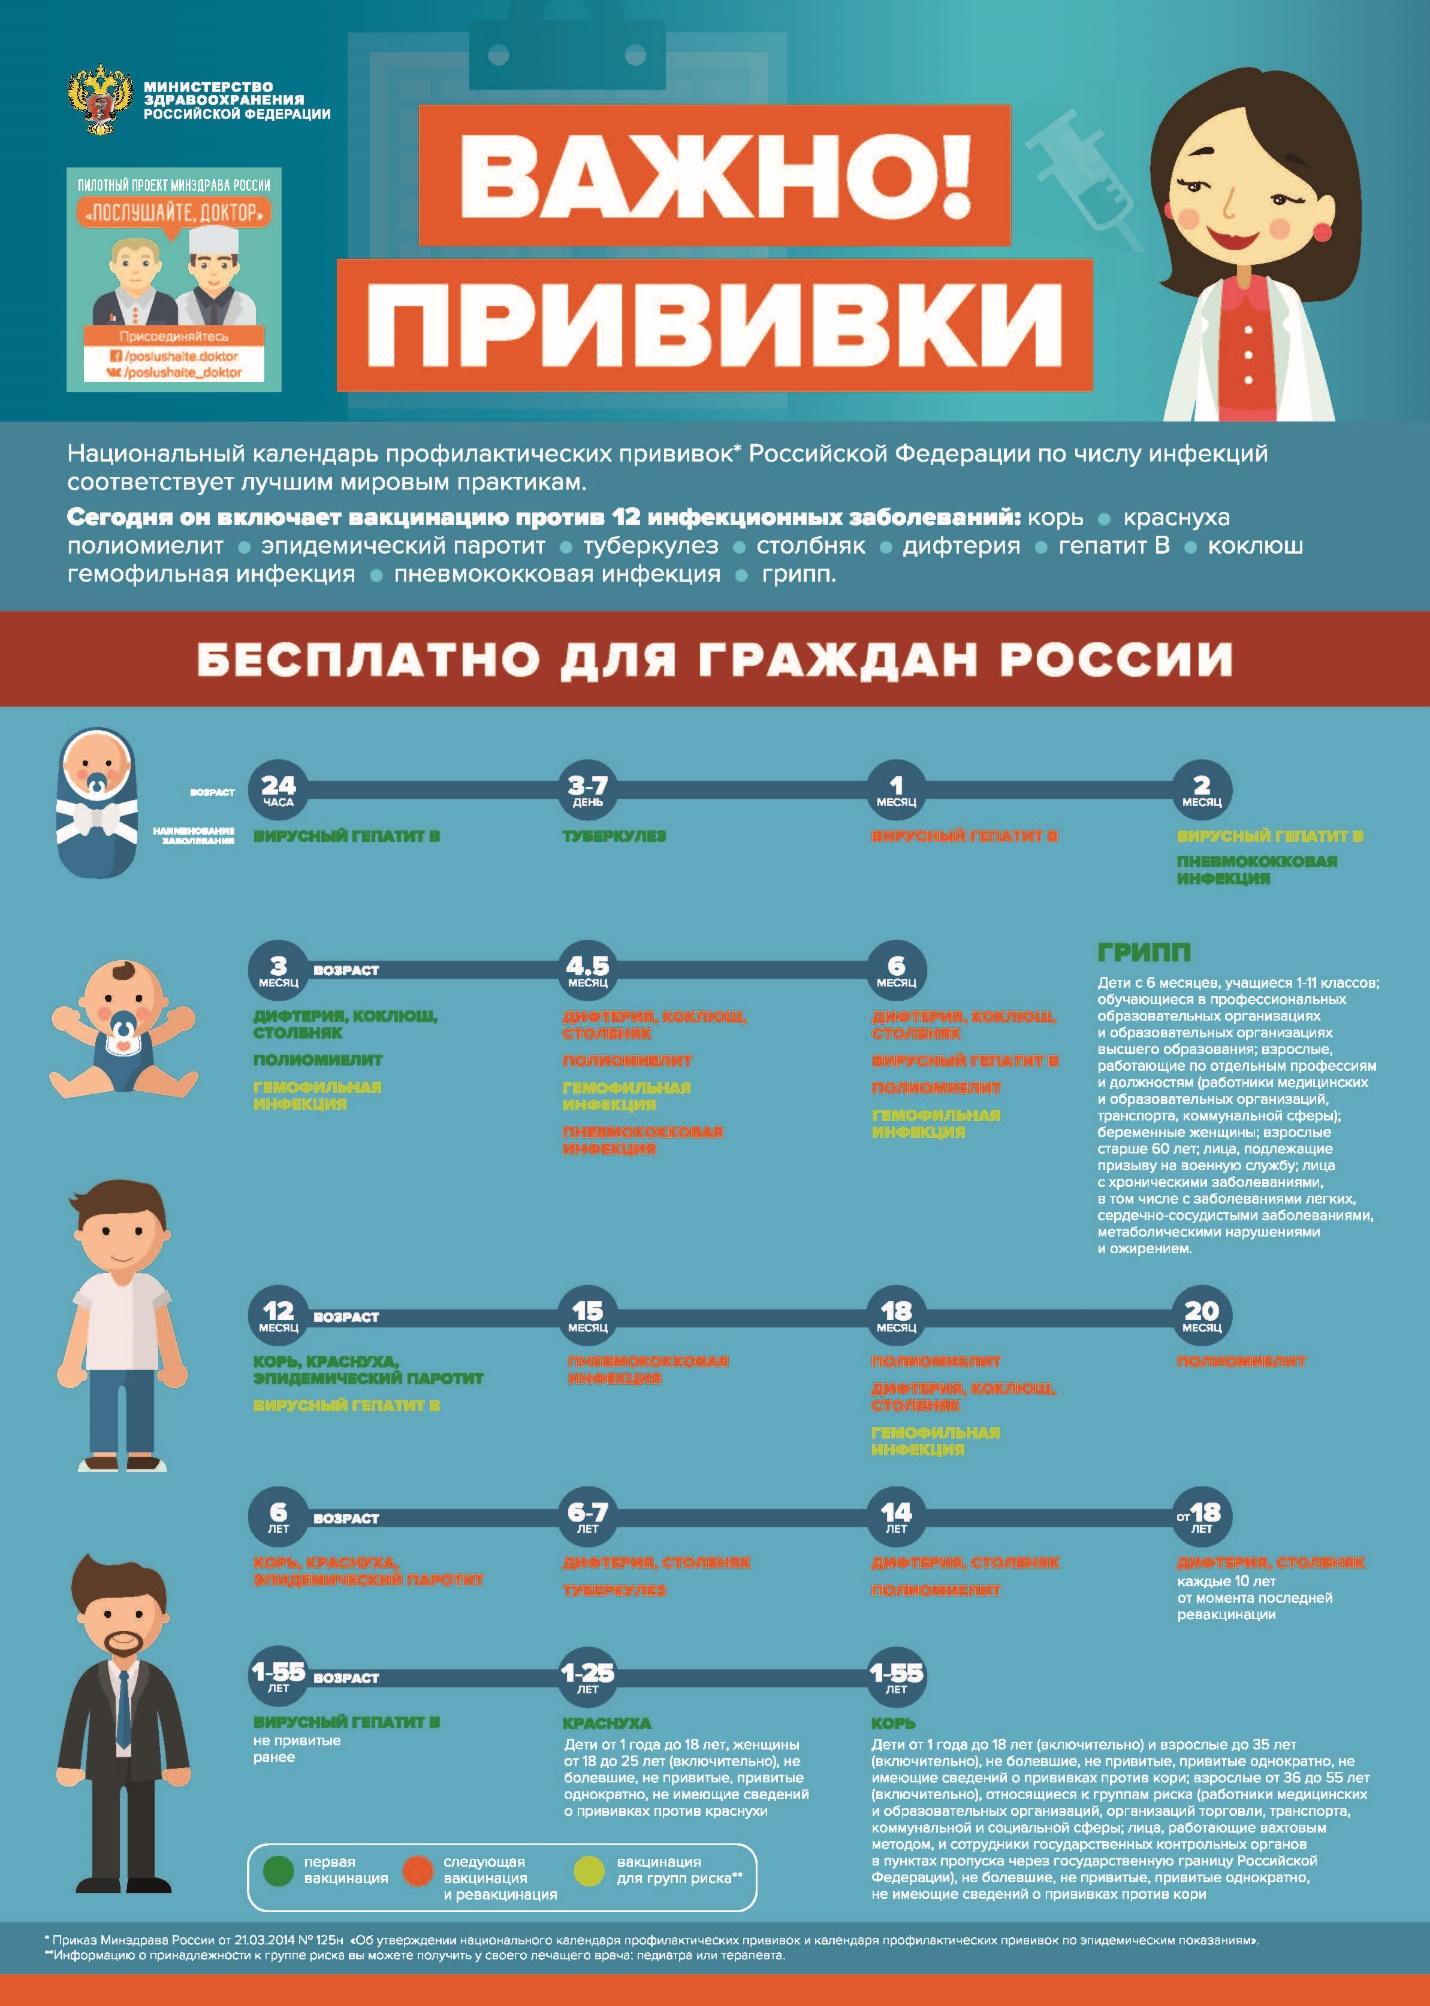 МИНИСТЕРСТВО
ЗДРАВООХРАНЕНИЯ
РОССИЙСКОЙ ФЕДЕРАЦИИ
ПИЛОТНЫЙ ПРОЕКТ МИНЗДРАВА РОССИИ
«ПОСЛУШАЙТЕ, ДОКТОР»
Присоединяйтесь
/poslushaite.doktor
/poslushaite_doktor
ВАЖНО!
ПРИВИВКИ
Национальный календарь профилактических прививок* Российской Федерации по числу инфекций
соответствует лучшим мировым практикам.
Сегодня он включает вакцинацию против 12 инфекционных заболеваний: корь ● краснуха
полиомиелит ● эпидемический паротит ● туберкулез ● столбняк ● дифтерия ● гепатит В ● коклюш
гемофильная инфекция ● пневмококковая инфекция ● грипп.
БЕСПЛАТНО ДЛЯ ГРАЖДАН РОССИИ
ВОЗРАСТ
24
ЧАСА
3-7
ДЕНЬ
1
МЕСЯЦ
2
МЕСЯЦ
НАИМЕНОВАНИЕ
ЗАБОЛЕВАНИЯ
ВИРУСНЫЙ ГЕПАТИТ В
ТУБЕРКУЛЕЗ
ВИРУСНЫЙ ГЕПАТИТ В
ВИРУСНЫЙ ГЕПАТИТ В
ПНЕВМОКОККОВАЯ
ИНФЕКЦИЯ
3
МЕСЯЦ
ВОЗРАСТ
ДИФТЕРИЯ, КОКЛЮШ,
СТОЛБНЯК
ПОЛИОМИЕЛИТ
ГЕМОФИЛЬНАЯ
ИНФЕКЦИЯ
4.5
МЕСЯЦ
ДИФТЕРИЯ, КОКЛЮШ,
СТОЛБНЯК
ПОЛИОМИЕЛИТ
ГЕМОФИЛЬНАЯ
ИНФЕКЦИЯ
ПНЕВМОКОККОВАЯ
ИНФЕКЦИЯ
6
МЕСЯЦ
ДИФТЕРИЯ, КОКЛЮШ,
СТОЛБНЯК
ВИРУСНЫЙ ГЕПАТИТ В
ПОЛИОМИЕЛИТ
ГЕМОФИЛЬНАЯ
ИНФЕКЦИЯ
ГРИПП
Дети с 6 месяцев, учащиеся 1-11 классов;
обучающиеся в профессиональных
образовательных организациях
и образовательных организациях
высшего образования; взрослые,
работающие по отдельным профессиям
и должностям (работники медицинских
и образовательных организаций,
транспорта, коммунальной сферы);
беременные женщины; взрослые
старше 60 лет; лица, подлежащие
призыву на военную службу; лица
с хроническими заболеваниями,
в том числе с заболеваниями легких,
сердечно-сосудистыми заболеваниями,
метаболическими нарушениями
и ожирением.
12
МЕСЯЦ
ВОЗРАСТ
КОРЬ, КРАСНУХА,
ЭПИДЕМИЧЕСКИЙ ПАРОТИТ
ВИРУСНЫЙ ГЕПАТИТ В
15
МЕСЯЦ
ПНЕВМОКОККОВАЯ
ИНФЕКЦИЯ
18
МЕСЯЦ
ПОЛИОМИЕЛИТ
ДИФТЕРИЯ, КОКЛЮШ,
СТОЛБНЯК
ГЕМОФИЛЬНАЯ
ИНФЕКЦИЯ
20
МЕСЯЦ
ПОЛИОМИЕЛИТ
6
ЛЕТ
ВОЗРАСТ
КОРЬ, КРАСНУХА,
ЭПИДЕМИЧЕСКИЙ ПАРОТИТ
6-7
ЛЕТ
ДИФТЕРИЯ, СТОЛБНЯК
ТУБЕРКУЛЕЗ
14
ЛЕТ
ДИФТЕРИЯ, СТОЛБНЯК
ПОЛИОМИЕЛИТ
от 18
ЛЕТ
ДИФТЕРИЯ, СТОЛБНЯК
каждые 10 лет
от момента последней
ревакцинации
1-55
ЛЕТ
ВОЗРАСТ
ВИРУСНЫЙ ГЕПАТИТ В
не привитые
ранее
1-25
ЛЕТ
КРАСНУХА
Дети от 1 года до 18 лет, женщины
от 18 до 25 лет (включительно), не
болевшие, не привитые, привитые
однократно, не имеющие сведений
о прививках против краснухи
1-55
ЛЕТ
КОРЬ
Дети от 1 года до 18 лет (включительно) и взрослые до 35 лет
(включительно), не болевшие, не привитые, привитые однократно, не
имеющие сведений о прививках против кори; взрослые от 36 до 55 лет
(включительно), относящиеся к группам риска (работники медицинских
и образовательных организаций, организаций торговли, транспорта,
коммунальной и социальной сферы; лица, работающие вахтовым
методом, и сотрудники государственных контрольных органов
в пунктах пропуска через государственную границу Российской
Федерации), не болевшие, не привитые, привитые однократно,
не имеющие сведений о прививках против кори
первая
вакцинация
следующая
вакцинация
и ревакцинация
вакцинация
для групп риска**
* Приказ Минздрава России от 21.03.2014 № 125н «Об утверждении национального календаря профилактических прививок и календаря профилактических прививок по эпидемическим показаниям».
**Информацию о принадлежности к группе риска вы можете получить у своего лечащего врача: педиатра или терапевта.